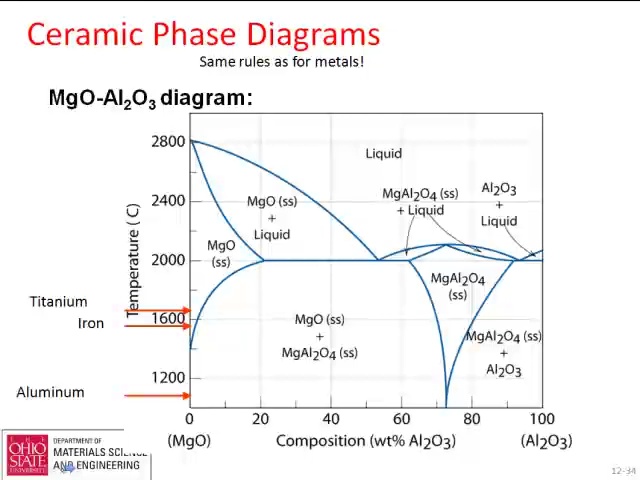 Ceramic Phase Diagrams
Same rules as for metals!
MgO-Al₂O₃ diagram:
Temperature ( C)
2800
2400
2000
1600
1200
Liquid
MgO (ss)
+
Liquid
MgAl2O4 (ss)
+ Liquid
Al2O3
+
Liquid
MgO
(ss)
MgAl2O4
(ss)
MgO (ss)
+
MgAl2O4 (ss)
MgAl2O4 (ss)
+
Al2O3
Titanium
Iron
Aluminum
0 20 40 60 80 100
(MgO) Composition (wt% Al2O3) (Al2O3)
THE
OHIO
STATE
UNIVERSITY
DEPARTMENT OF
MATERIALS SCIENCE
AND ENGINEERING
12-34